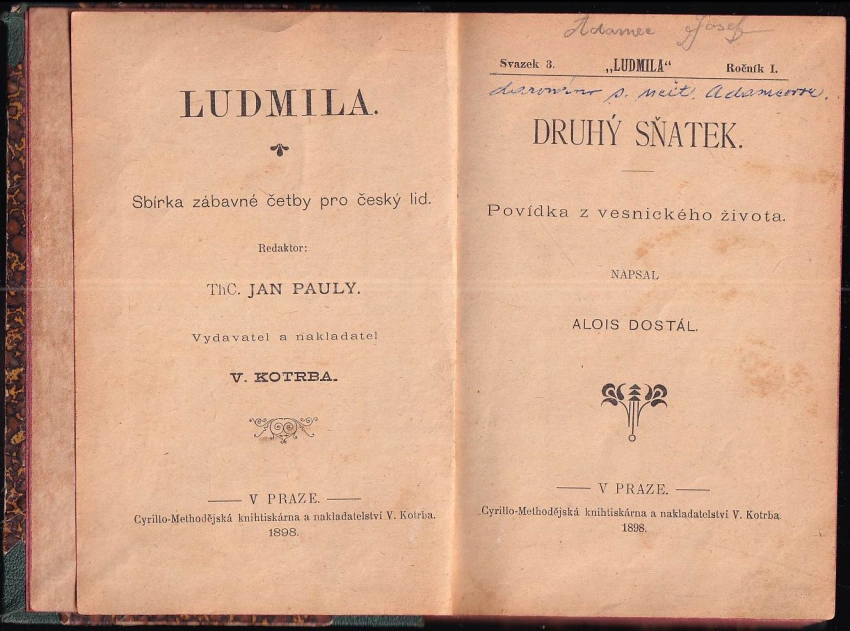 LUDMILA.
Sbírka zábavné četby pro český lid.
Redaktor:
ThC. JAN PAULY.
Vydavatel a nakladatel
V. KOTRBA.
V PRAZE.
Cyrillo-Methodějská knihtiskárna a nakladatelství V. Kotrba.
1898.
Adamec Josef
Svazek 3. „LUDMILA“ Ročník I.
darováno p. Adamcovou.
DRUHÝ SŇATEK.
Povídka z vesnického života.
NAPSAL
ALOIS DOSTÁL.
V PRAZE.
Cyrillo-Methodějská knihtiskárna a nakladatelství V. Kotrba.
1898.